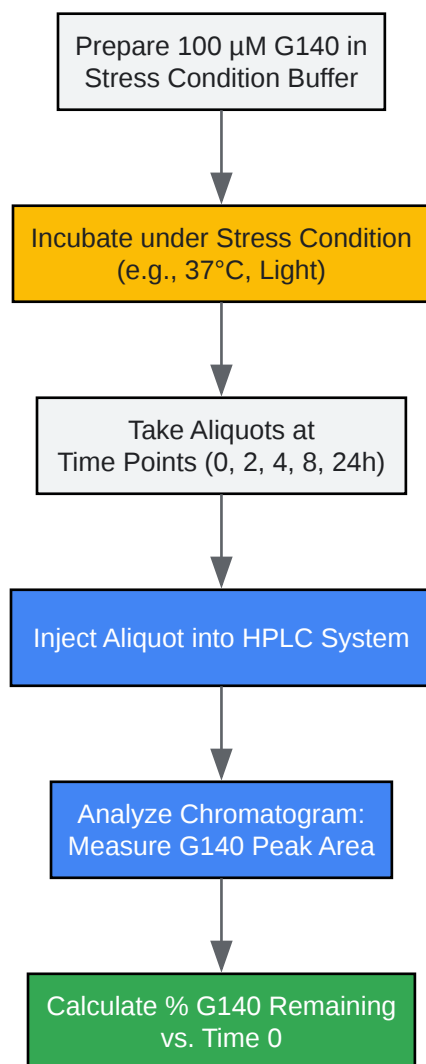 Prepare 100 µM G140 in
Stress Condition Buffer
Incubate under Stress Condition
(e.g., 37°C, Light)
Take Aliquots at
Time Points (0, 2, 4, 8, 24h)
Inject Aliquot into HPLC System
Analyze Chromatogram:
Measure G140 Peak Area
Calculate % G140 Remaining
vs. Time 0